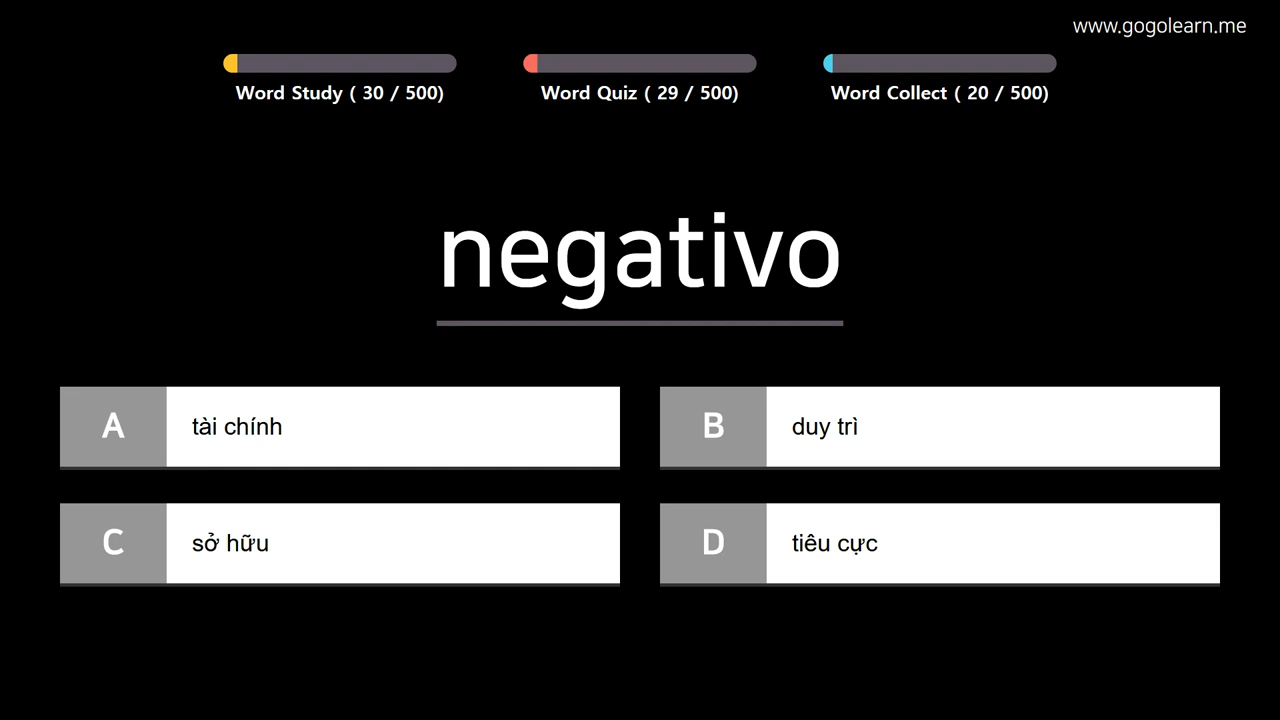 www.gogolearn.me
Word Study ( 30 / 500)
Word Quiz ( 29 / 500)
Word Collect ( 20 / 500)
negativo
A
tài chính
B
duy trì
C
sở hữu
D
tiêu cực